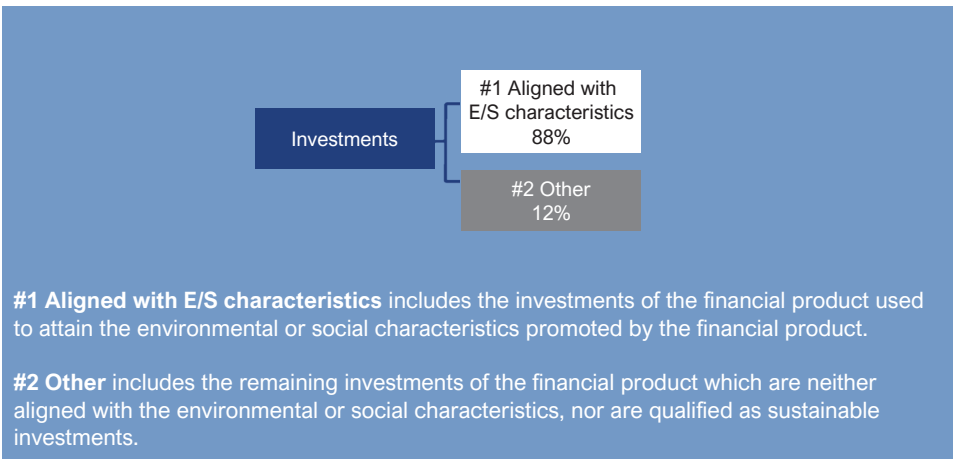 #1 Aligned with
E/S characteristics
88%
Investments
#2 Other
12%
#1 Aligned with E/S characteristics includes the investments of the financial product used
to attain the environmental or social characteristics promoted by the financial product.
#2 Other includes the remaining investments of the financial product which are neither
aligned with the environmental or social characteristics, nor are qualified as sustainable
investments.